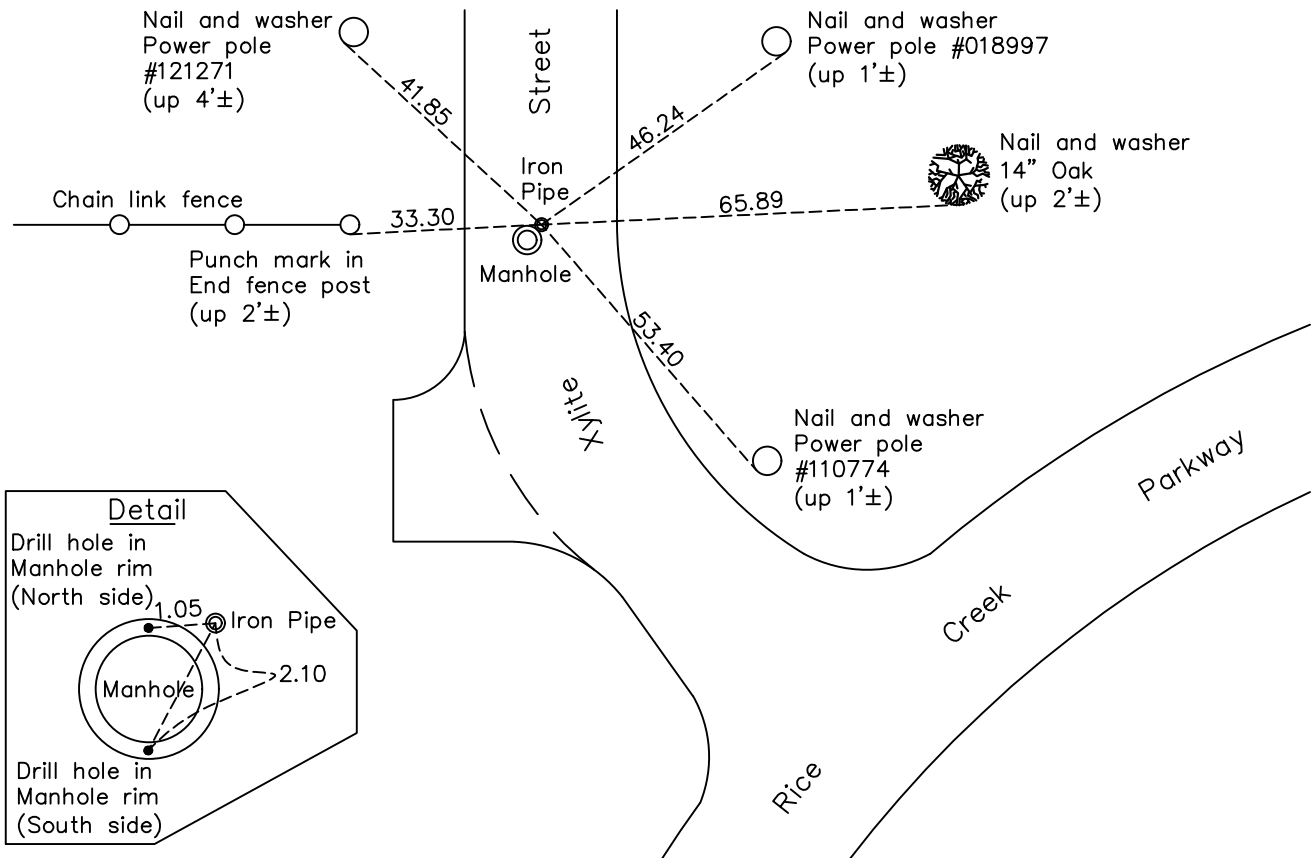 Nail and washer
Power pole
#121271
(up 4'±)
Street
Nail and washer
Power pole #018997
(up 1'±)
41.85
46.24
Iron
Pipe
Nail and washer
14" Oak
(up 2'±)
Chain link fence
33.30
65.89
Punch mark in
End fence post
(up 2'±)
Manhole
53.40
Xylite
Nail and washer
Power pole
#110774
(up 1'±)
Parkway
Creek
Rice
Detail
Drill hole in
Manhole rim
(North side)
1.05
Iron Pipe
2.10
Manhole
Drill hole in
Manhole rim
(South side)